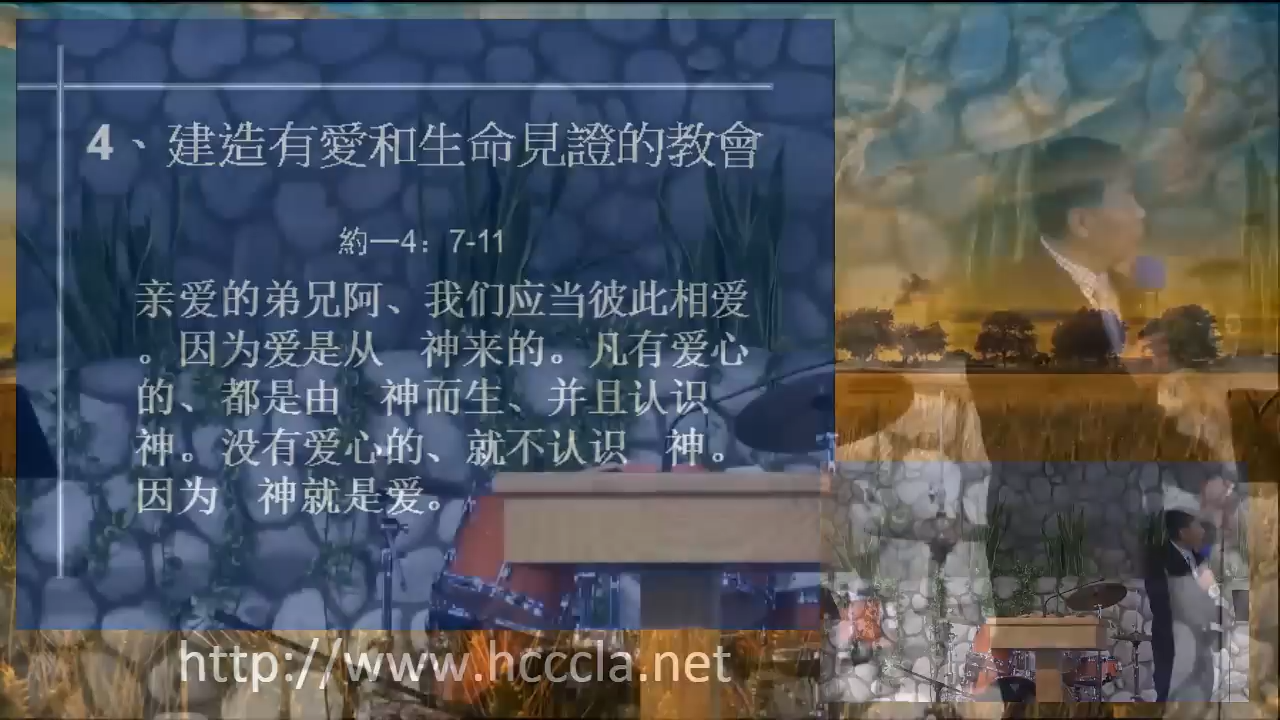 4、建造有愛和生命見證的教會
約一4：7-11
亲爱的弟兄阿、我们应当彼此相爱
。因为爱是从　神来的。凡有爱心
的、都是由　神而生、并且认识
神。没有爱心的、就不认识　神。
因为　神就是爱。
http://www.hcccla.net